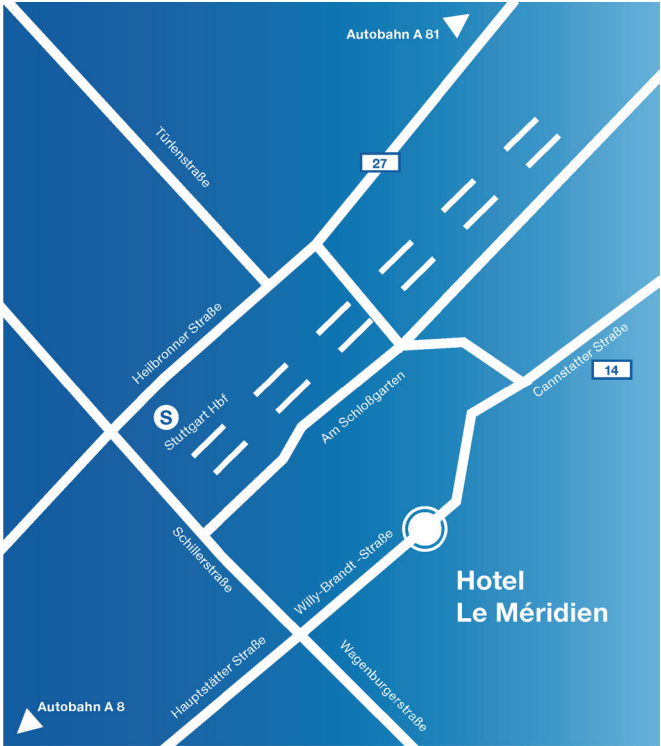 Autobahn A 81
Türlenstraße
27
Heilbronner Straße
Cannstatter Straße
14
S
Stuttgart Hbf
Am Schloßgarten
Schillerstraße
Willy-Brandt -Straße
Hotel
Le Méridien
Hauptstätter Straße
Wagenburgerstraße
Autobahn A 8